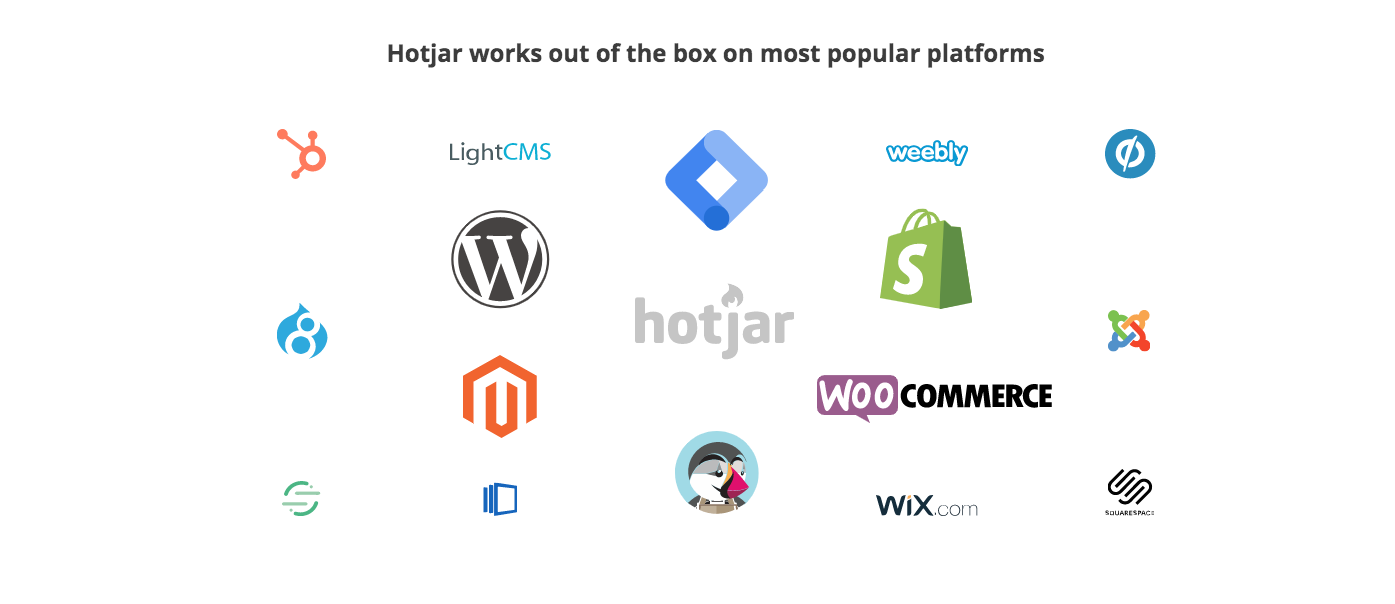 Hotjar works out of the box on most popular platforms
LightCMS
weebly
hotjar
WOOCOMMERCE
WiX.com
SQUARESPACE